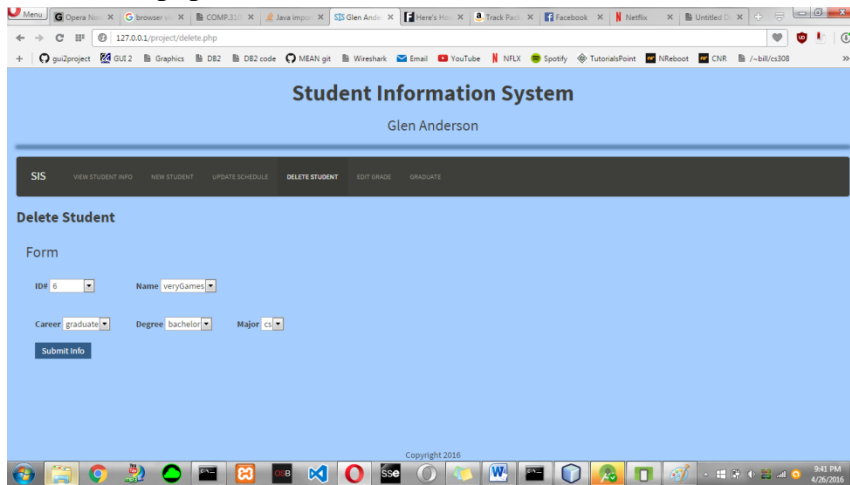 Menu Opera Browser COMP.310 Java impor SIS Glen Ander Here's Ho Track Pack Facebook Netflix Untitled D
127.0.0.1/project/delete.php
gui2project GUI 2 Graphics DB2 DB2 code MEAN git Wireshark Email YouTube NFLX Spotify TutorialsPoint NReboot CNR /~bill/cs308
Student Information System
Glen Anderson
SIS VIEW STUDENT INFO NEW STUDENT UPDATE SCHEDULE DELETE STUDENT EDIT GRADE GRADUATE
Delete Student
Form
ID# 6 Name veryGames
Career graduate Degree bachelor Major cs
Submit Info
Copyright 2016
9:41 PM
4/26/2016